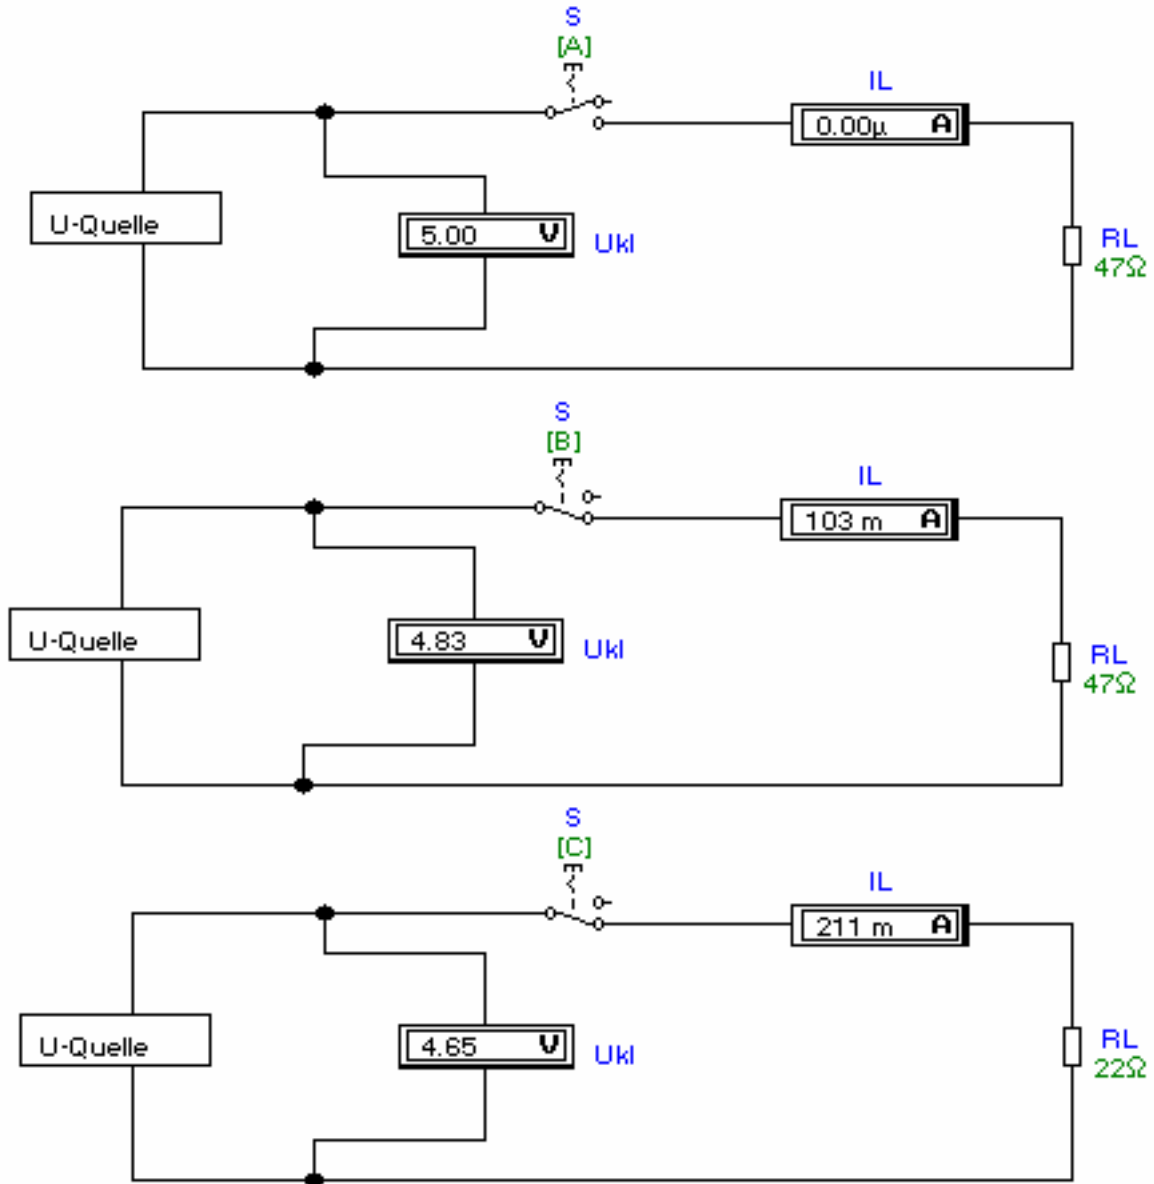 S
[A]
IL
0.00µ A
U-Quelle
5.00 V
Ukl
RL
47Ω
S
[B]
IL
103 m A
U-Quelle
4.83 V
Ukl
RL
47Ω
S
[C]
IL
211 m A
U-Quelle
4.65 V
Ukl
RL
22Ω